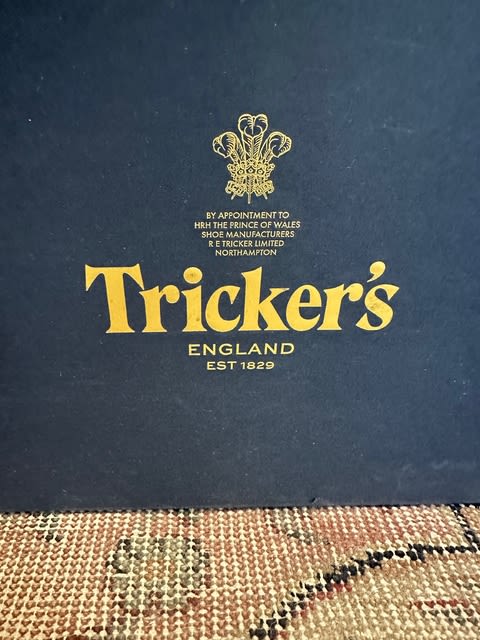 BY APPOINTMENT TO
HRH THE PRINCE OF WALES
SHOE MANUFACTURERS
R E TRICKER LIMITED
NORTHAMPTON
Tricker's
ENGLAND
EST 1829